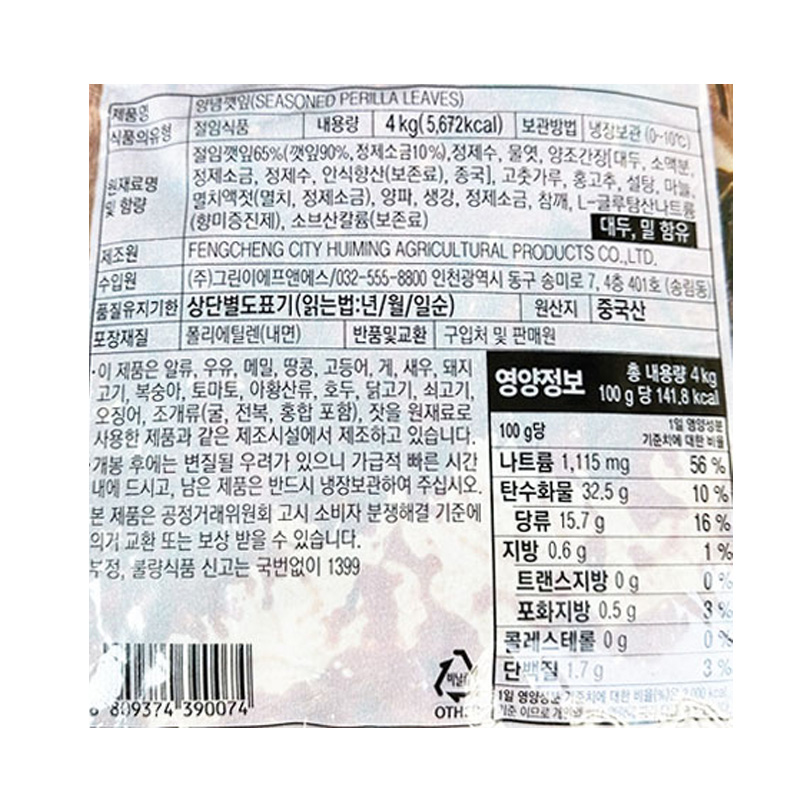 제품명 양념깻잎(SEASONED PERILLA LEAVES)
식품의유형 절임식품 내용량 4kg(5,672kcal) 보관방법 냉장보관 (0~10℃)
원재료명 및 함량 절임깻잎65%(깻잎90%,정제소금10%),정제수, 물엿, 양조간장[대두, 소맥분,
정제소금, 정제수, 안식향산(보존료), 종국], 고춧가루, 홍고추, 설탕, 마늘,
멸치액젓(멸치, 정제소금), 양파, 생강, 정제소금, 참깨, L-글루탐산나트륨
(향미증진제), 소브산칼륨(보존료)
대두, 밀 함유
제조원 FENGCHENG CITY HUIMING AGRICULTURAL PRODUCTS CO.,LTD.
수입원 (주)그린이에프앤에스/032-555-8800 인천광역시 동구 송미로 7, 4층 401호 (송림동)
품질유지기한 상단별도표기(읽는법:년/월/일순) 원산지 중국산
포장재질 폴리에틸렌(내면) 반품및교환 구입처 및 판매원
·이 제품은 알류, 우유, 메밀, 땅콩, 고등어, 게, 새우, 돼지
고기, 복숭아, 토마토, 아황산류, 호두, 닭고기, 쇠고기,
오징어, 조개류(굴, 전복, 홍합 포함), 잣을 원재료로
사용한 제품과 같은 제조시설에서 제조하고 있습니다.
·개봉 후에는 변질될 우려가 있으니 가급적 빠른 시간
내에 드시고, 남은 제품은 반드시 냉장보관하여 주십시오.
본 제품은 공정거래위원회 고시 소비자 분쟁해결 기준에
의거 교환 또는 보상 받을 수 있습니다.
부정, 불량식품 신고는 국번없이 1399
영양정보 총 내용량 4kg
100 g 당 141.8 kcal
100 g당 1일 영양성분
기준치에 대한 비율
나트륨 1,115 mg 56 %
탄수화물 32.5 g 10 %
당류 15.7 g 16 %
지방 0.6 g 1 %
트랜스지방 0 g 0 %
포화지방 0.5 g 3 %
콜레스테롤 0 g 0 %
단백질 1.7 g 3 %
1일 영양성분 기준치에 대한 비율(%)은 2,000 kcal
기준 이므로
비닐류
OTHER
8 809374 390074